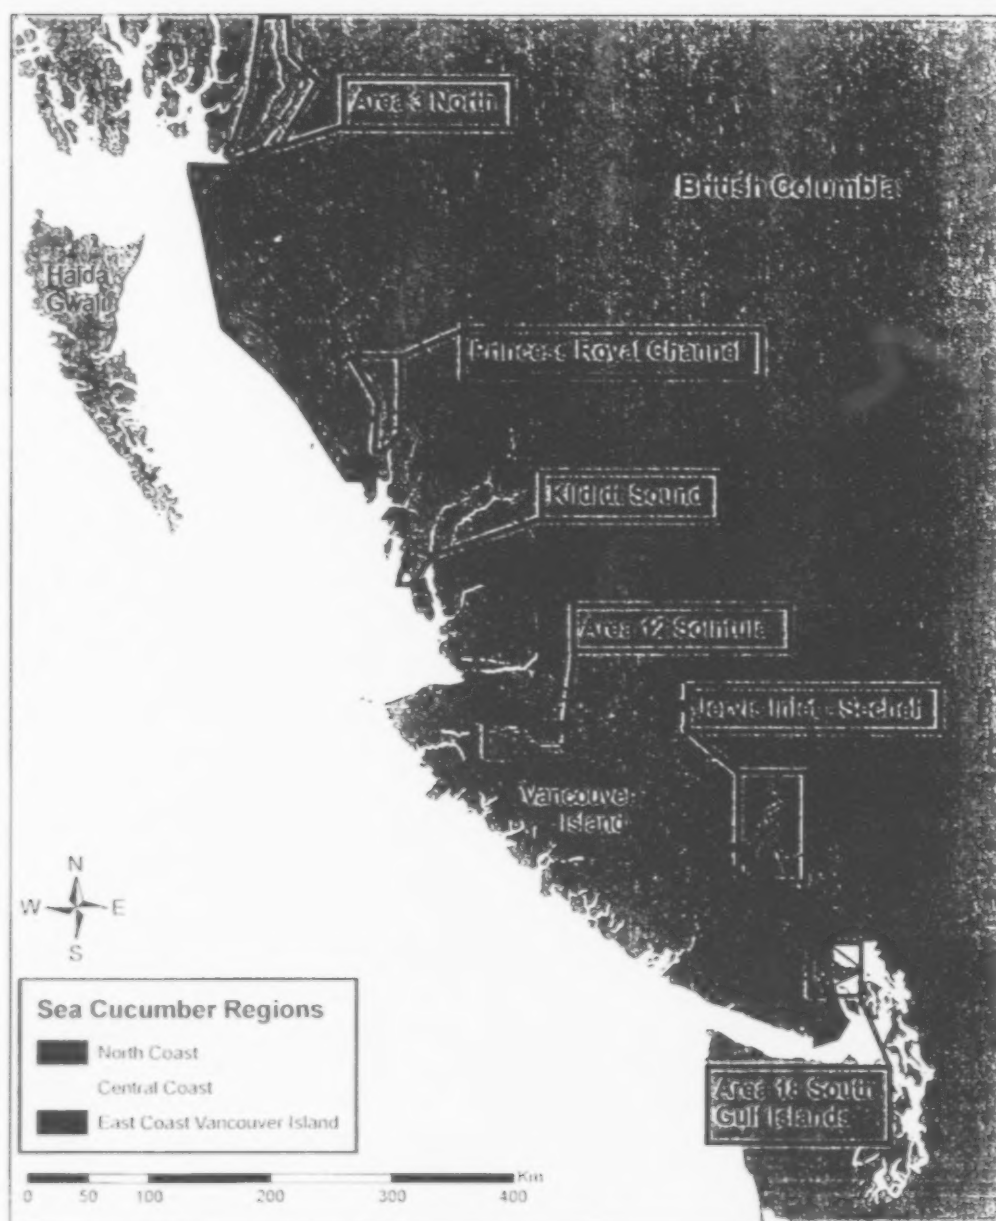 Area 3 North
British Columbia
Haida
Gwaii
Princess Royal Channel
Kildidt Sound
Area 12 Sointula
Jervis Inlet - Sechelt
Vancouver
Island
N
W E
S
Sea Cucumber Regions
North Coast
Central Coast
East Coast Vancouver Island
Area 18 South
Gulf Islands
Km
0 50 100 200 300 400